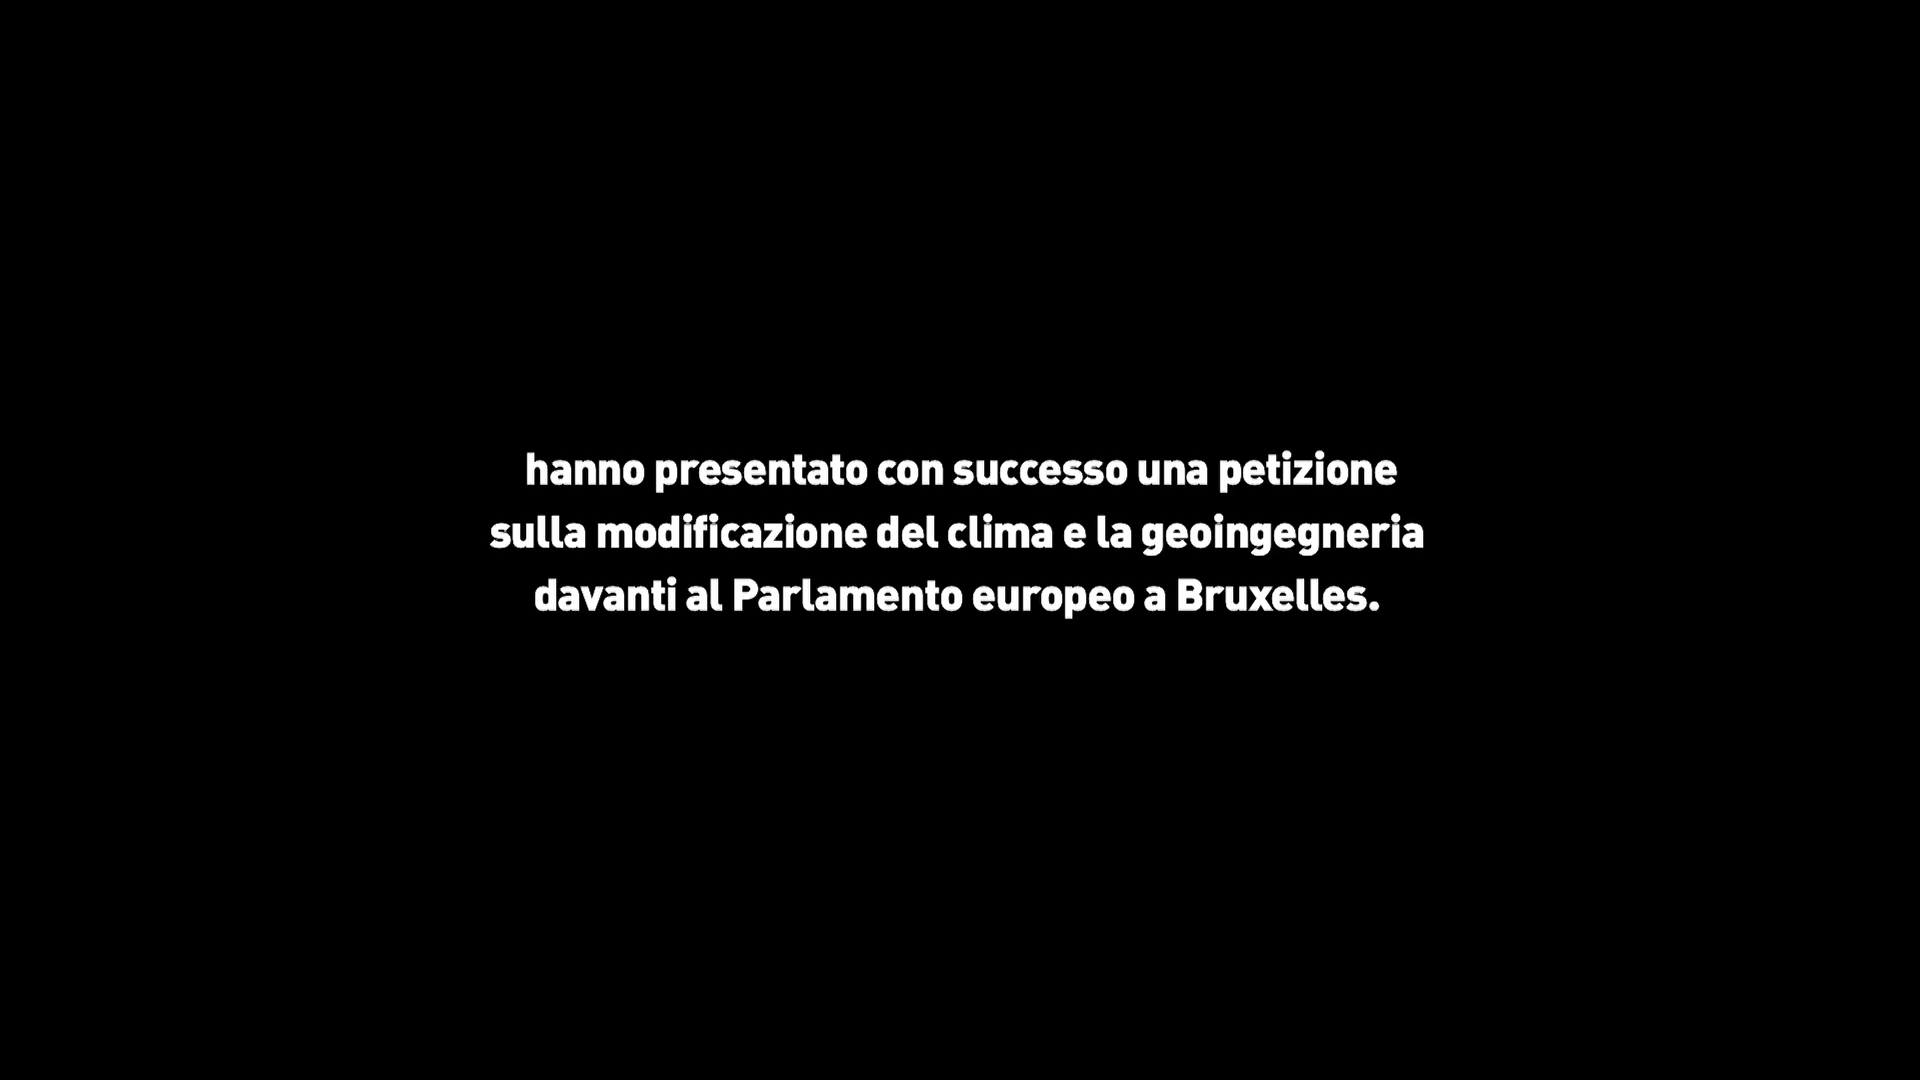 hanno presentato con successo una petizione
sulla modificazione del clima e la geoingegneria
davanti al Parlamento europeo a Bruxelles.